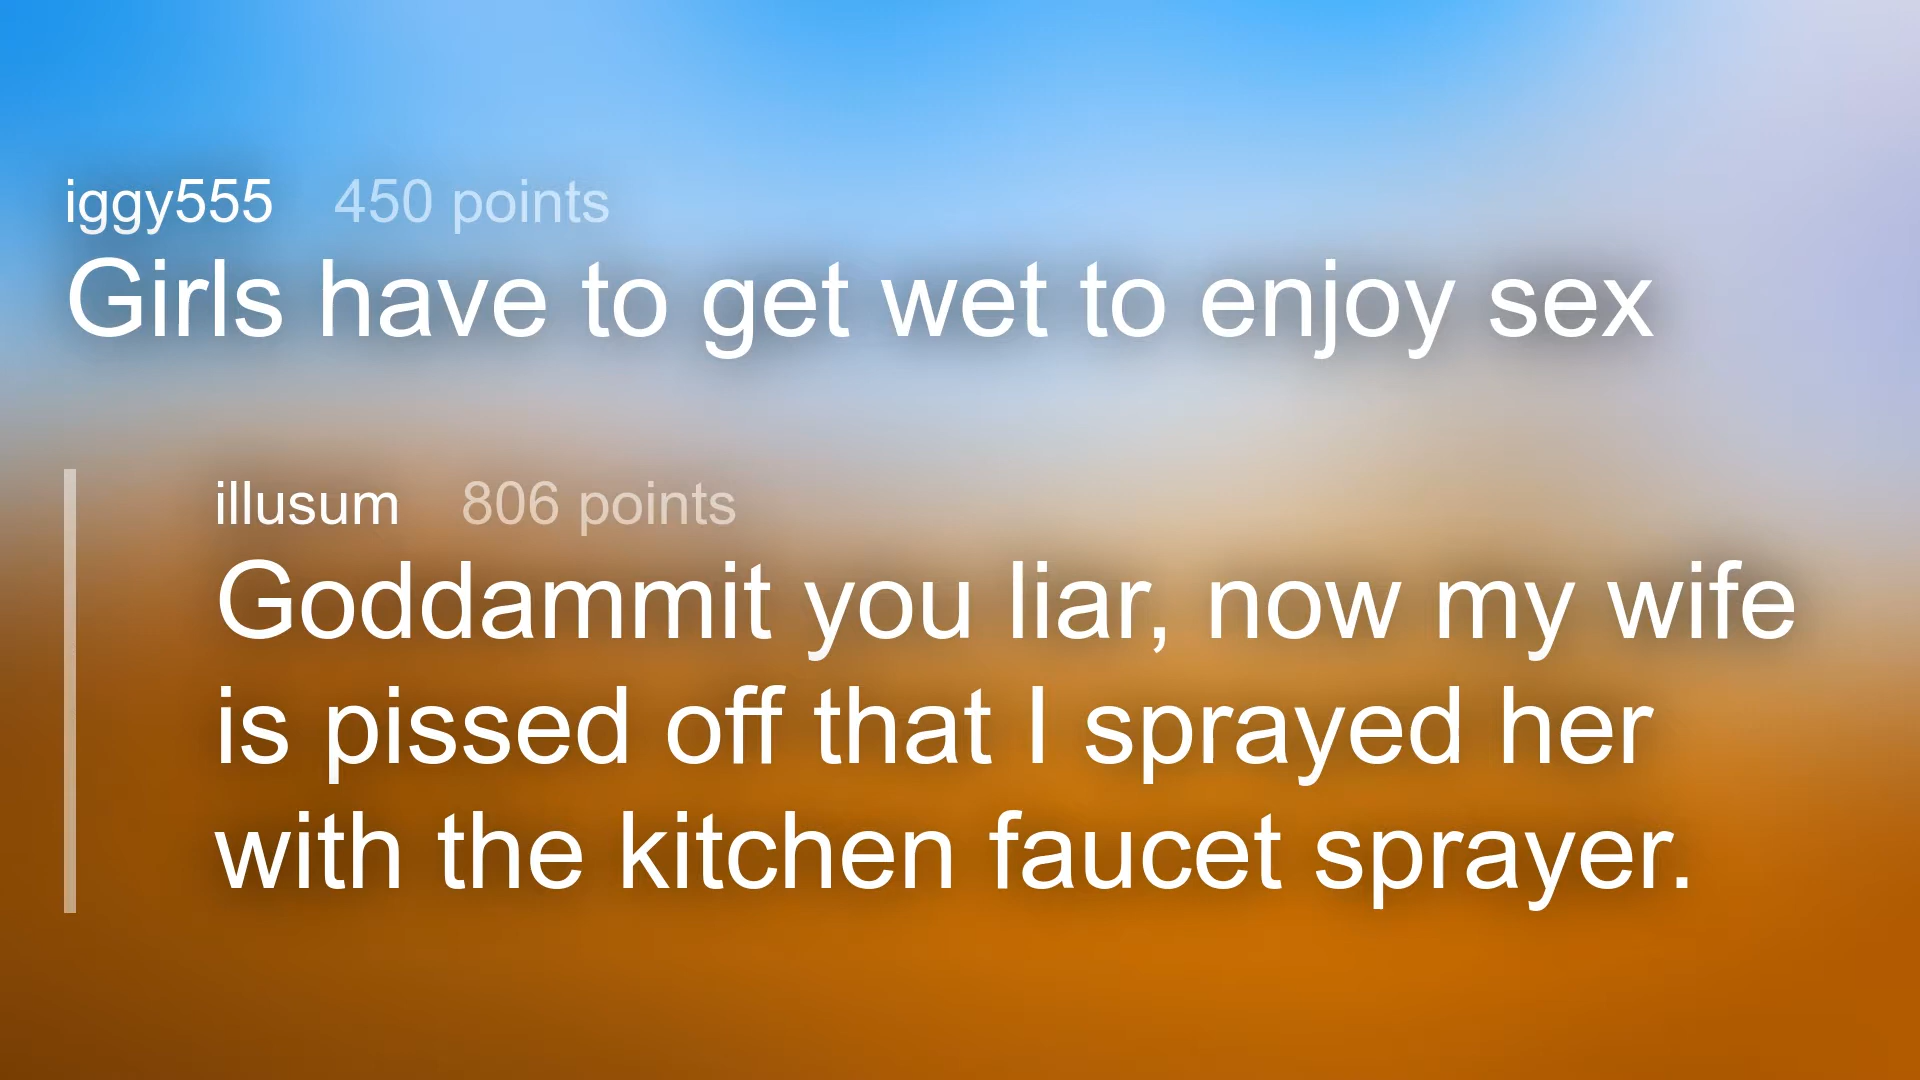 iggy555 450 points
Girls have to get wet to enjoy sex
illusum 806 points
Goddammit you liar, now my wife
is pissed off that I sprayed her
with the kitchen faucet sprayer.